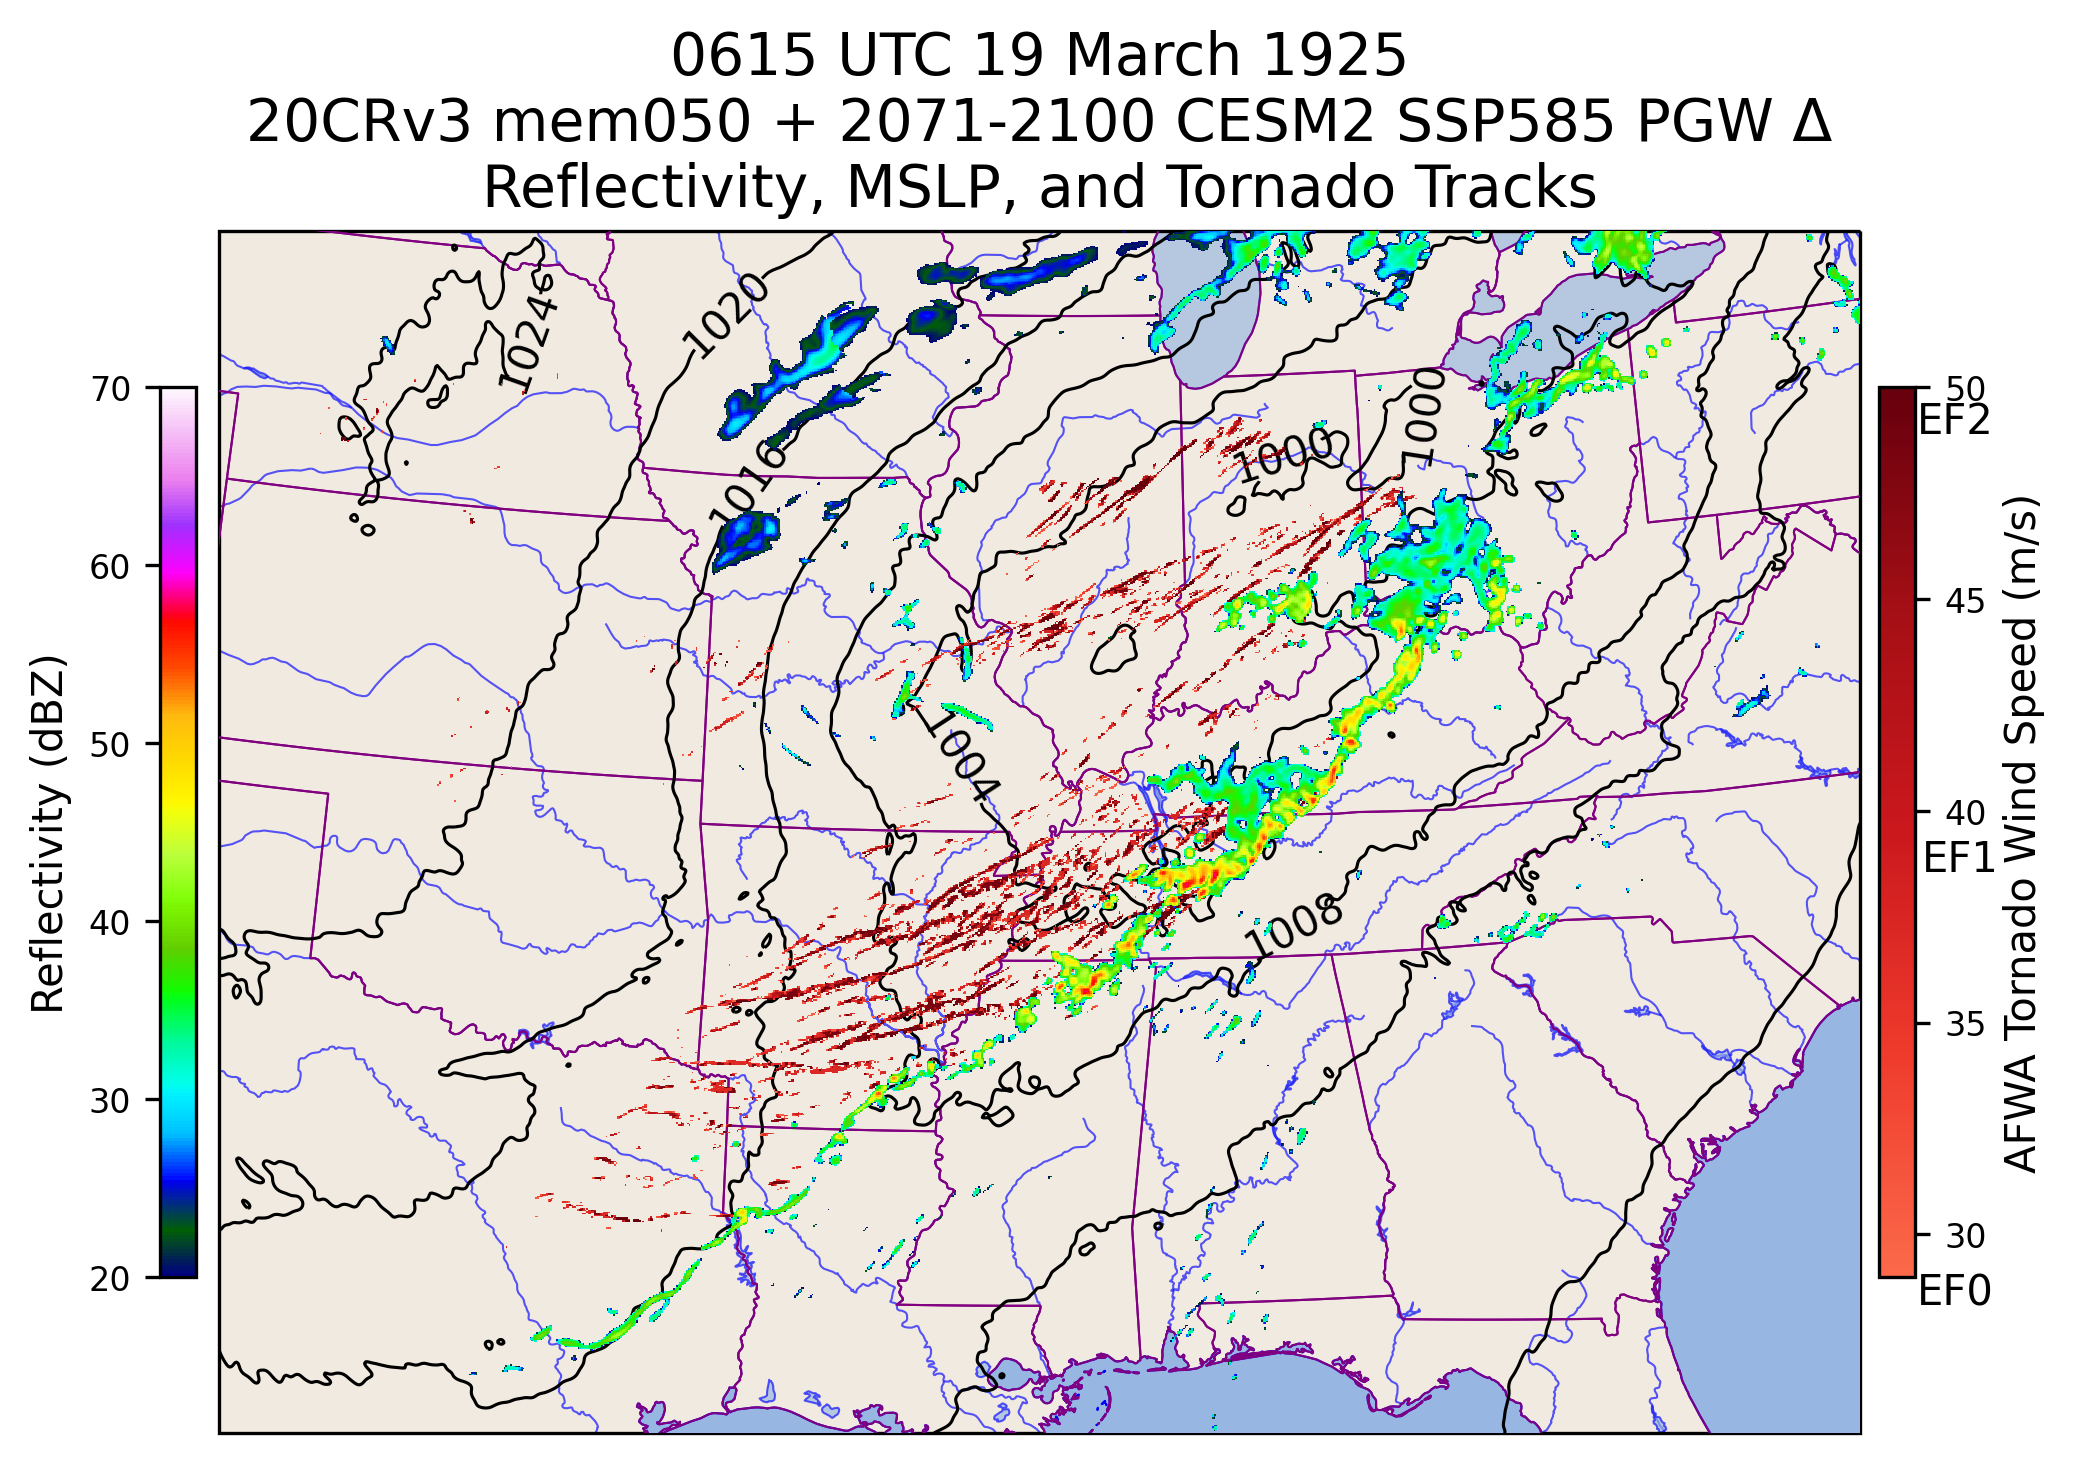 0615 UTC 19 March 1925
20CRv3 mem050 + 2071-2100 CESM2 SSP585 PGW Δ
Reflectivity, MSLP, and Tornado Tracks
Reflectivity (dBZ)
70
60
50
40
30
20
1024
1020
1016
1000
1000
1004
1008
50
EF2
45
40
EF1
35
30
EF0
AFWA Tornado Wind Speed (m/s)